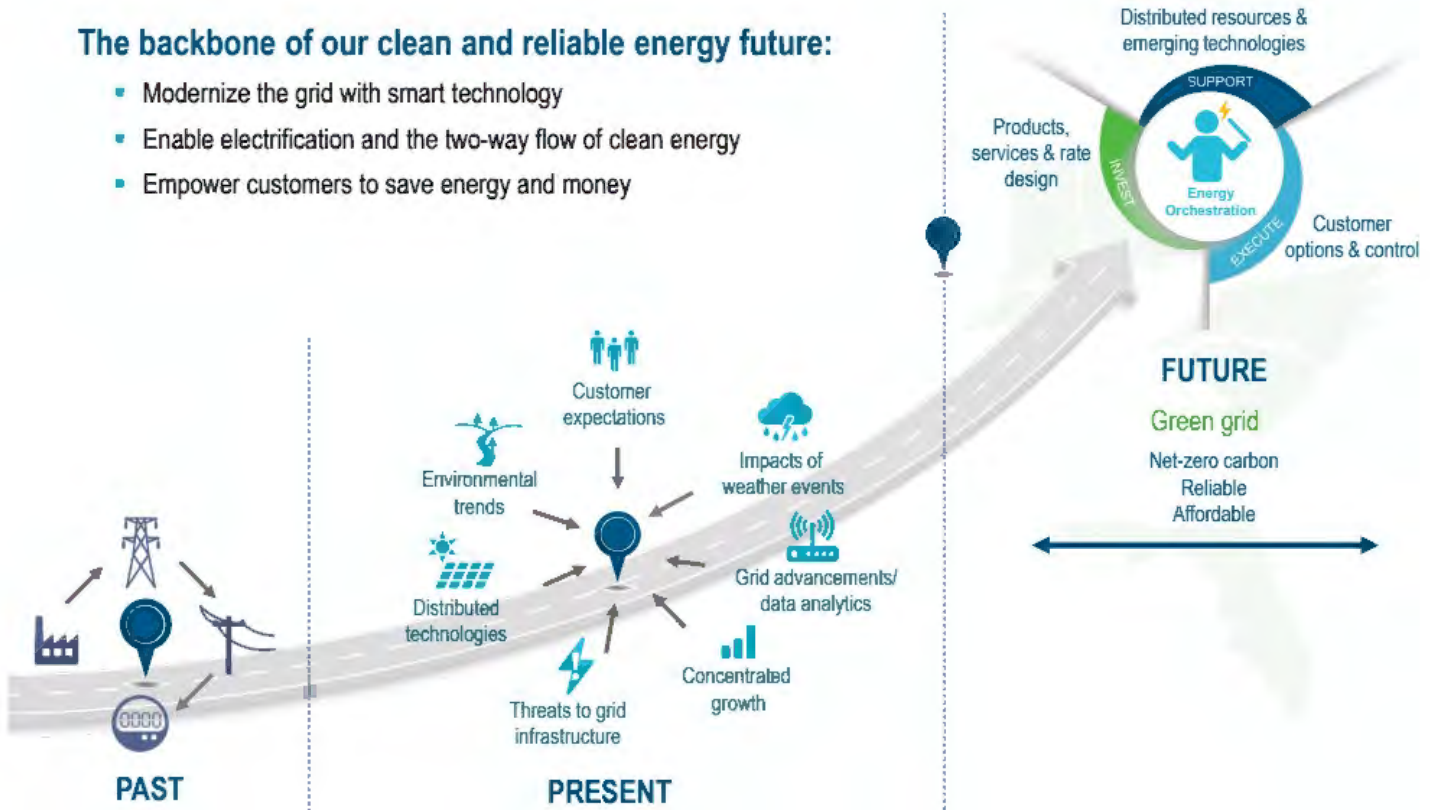 The backbone of our clean and reliable energy future:
Modernize the grid with smart technology
Enable electrification and the two-way flow of clean energy
Empower customers to save energy and money
Distributed resources &
emerging technologies
SUPPORT
Products,
services & rate
design
INVEST
Energy
Orchestration
EXECUTE
Customer
options & control
Customer
expectations
Environmental
trends
Impacts of
weather events
Distributed
technologies
Grid advancements/
data analytics
Threats to grid
infrastructure
Concentrated
growth
0000
PAST
PRESENT
FUTURE
Green grid
Net-zero carbon
Reliable
Affordable